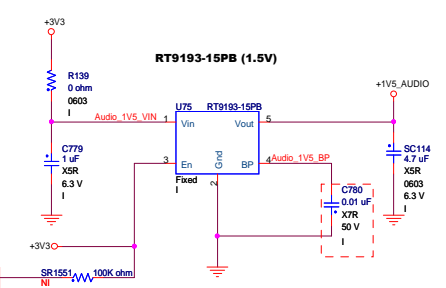 +3V3
RT9193-15PB (1.5V)
R139
0 ohm
0603
I
+1V5_AUDIO
U75 RT9193-15PB
Audio_1V5_VIN 1 Vin Vout 5
C779
1 uF
X5R
6.3 V
I
SC114
4.7 uF
X5R
0603
6.3 V
I
3 En Gnd BP 4 Audio_1V5_BP
Fixed
I
2
C780
0.01 uF
X7R
50 V
I
+3V3
SR1551 100K ohm
NI